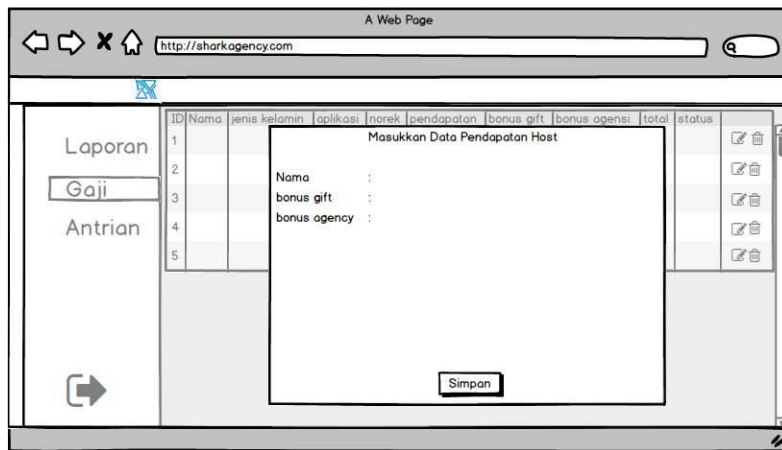 A Web Page
http://sharkagency.com
ID Nama jenis kelamin aplikasi norek pendapatan bonus gift bonus agensi total status
Laporan
Gaji
Antrian
1
2
3
4
5
Masukkan Data Pendapatan Host
Nama :
bonus gift :
bonus agency :
Simpan